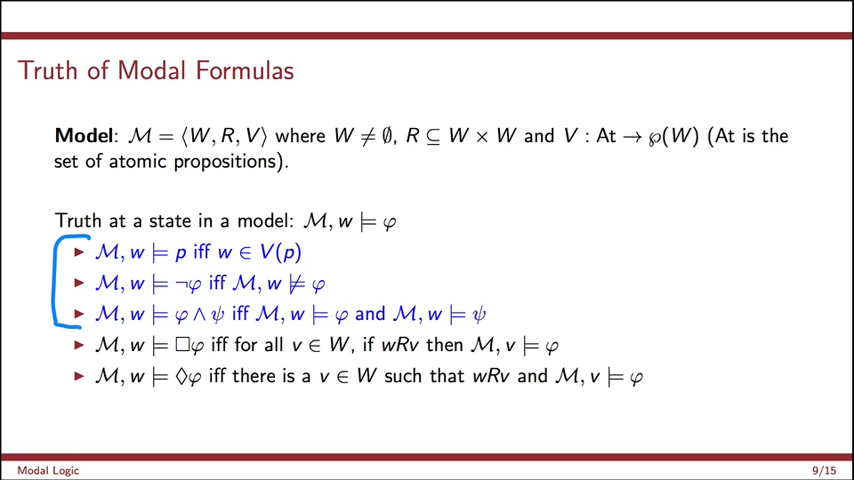 Truth of Modal Formulas
Model: ℳ = ⟨W, R, V⟩ where W ≠ ∅, R ⊆ W × W and V : At → ℘(W) (At is the
set of atomic propositions).
Truth at a state in a model: ℳ, w ⊨ φ
▶ ℳ, w ⊨ p iff w ∈ V(p)
▶ ℳ, w ⊨ ¬φ iff ℳ, w ⊭ φ
▶ ℳ, w ⊨ φ ∧ ψ iff ℳ, w ⊨ φ and ℳ, w ⊨ ψ
▶ ℳ, w ⊨ □φ iff for all v ∈ W, if wRv then ℳ, v ⊨ φ
▶ ℳ, w ⊨ ◇φ iff there is a v ∈ W such that wRv and ℳ, v ⊨ φ
Modal Logic 9/15